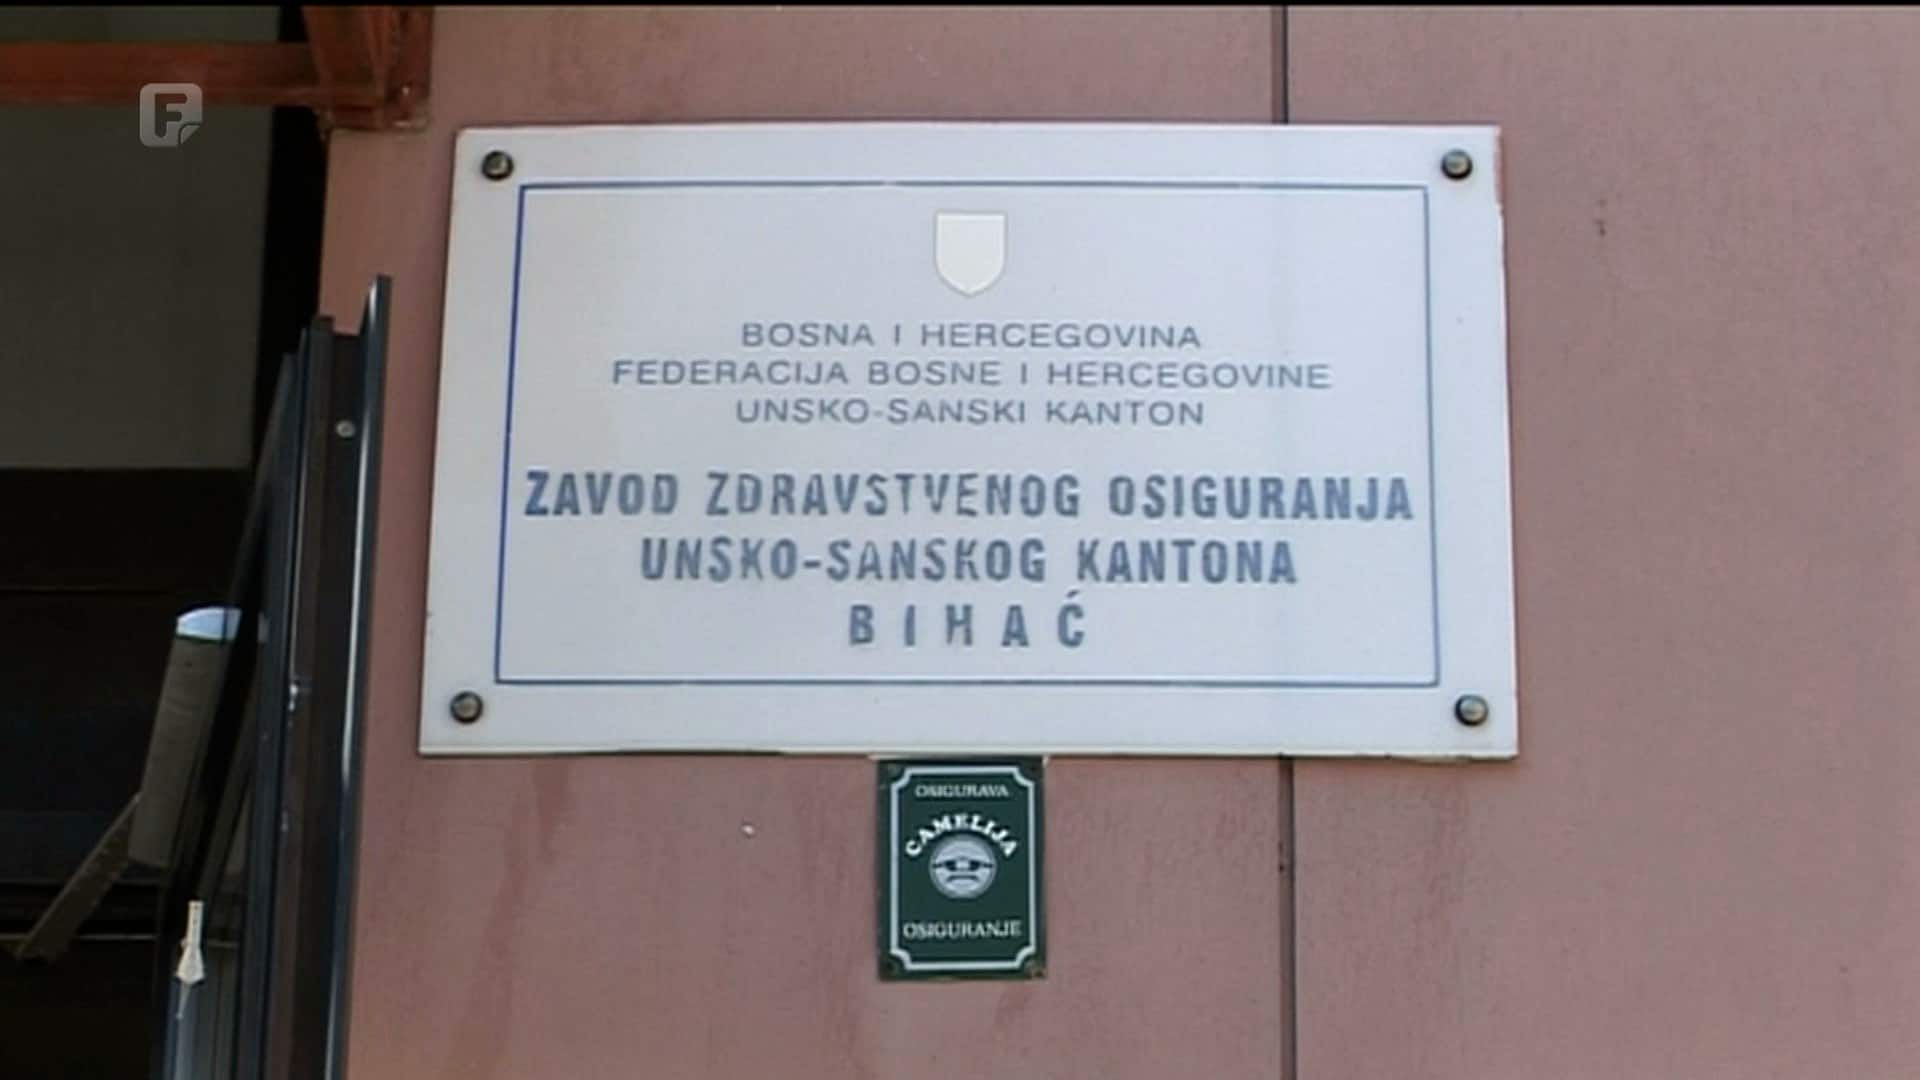 F
BOSNA I HERCEGOVINA
FEDERACIJA BOSNE I HERCEGOVINE
UNSKO-SANSKI KANTON
ZAVOD ZDRAVSTVENOG OSIGURANJA
UNSKO-SANSKOG KANTONA
BIHAĆ
OSIGURAVA
CAMELIJA
OSIGURANJE